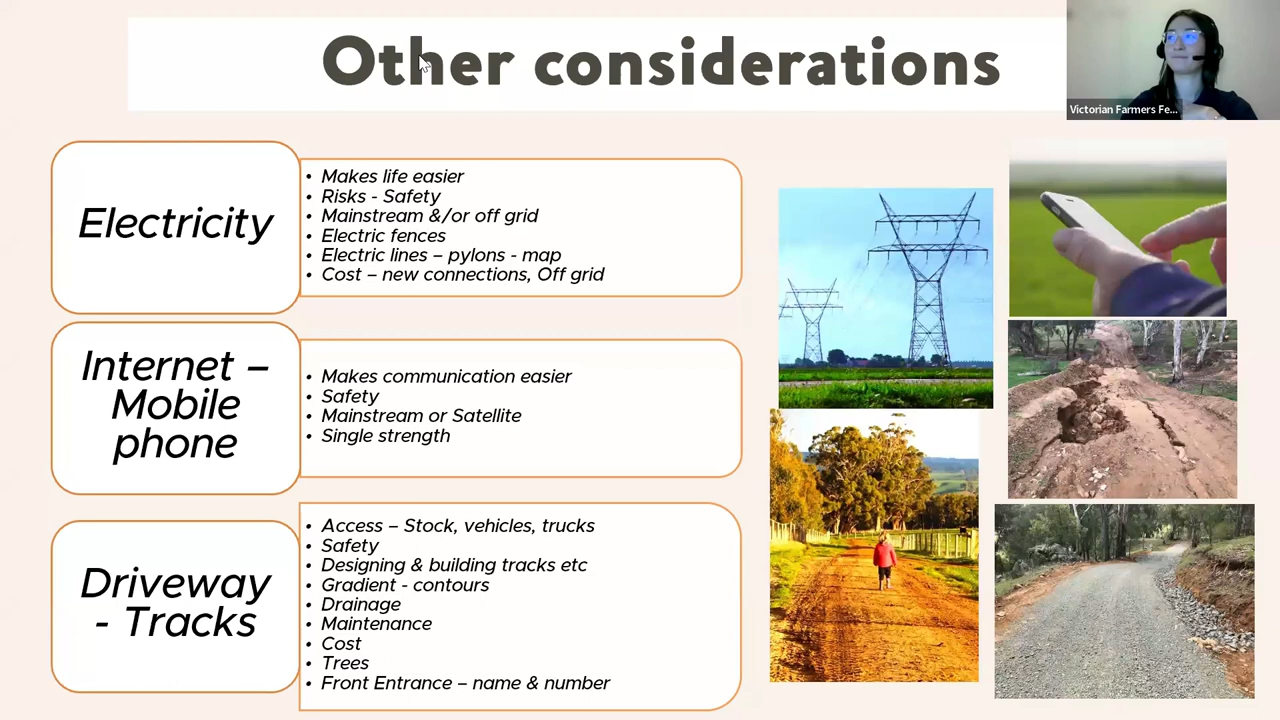 Other considerations
Victorian Farmers Fe...
Electricity
• Makes life easier
• Risks - Safety
• Mainstream &/or off grid
• Electric fences
• Electric lines – pylons - map
• Cost – new connections, Off grid
Internet –
Mobile
phone
• Makes communication easier
• Safety
• Mainstream or Satellite
• Single strength
Driveway
- Tracks
• Access – Stock, vehicles, trucks
• Safety
• Designing & building tracks etc
• Gradient - contours
• Drainage
• Maintenance
• Cost
• Trees
• Front Entrance – name & number